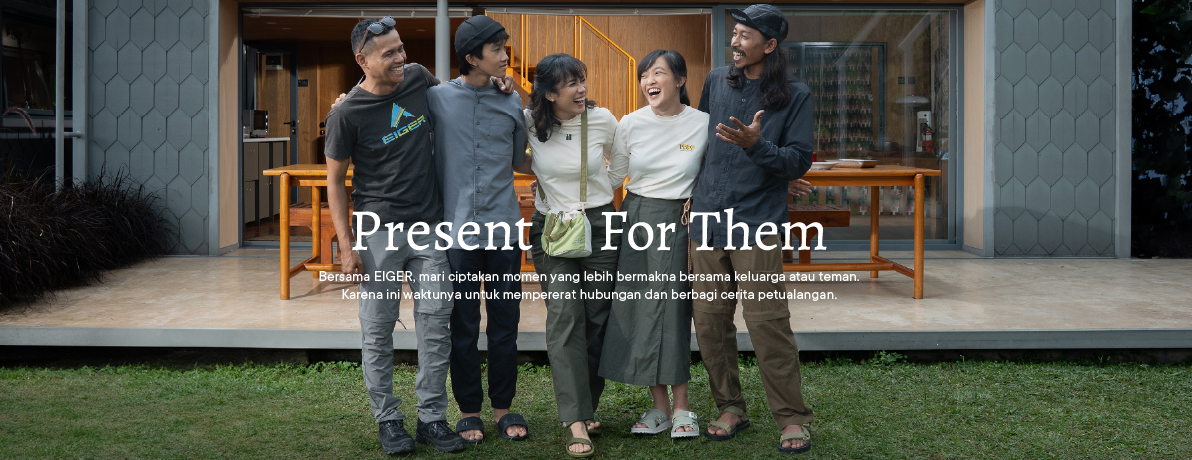 EIGER
Present For Them
Bersama EIGER, mari ciptakan momen yang lebih bermakna bersama keluarga atau teman.
Karena ini waktunya untuk mempererat hubungan dan berbagi cerita petualangan.